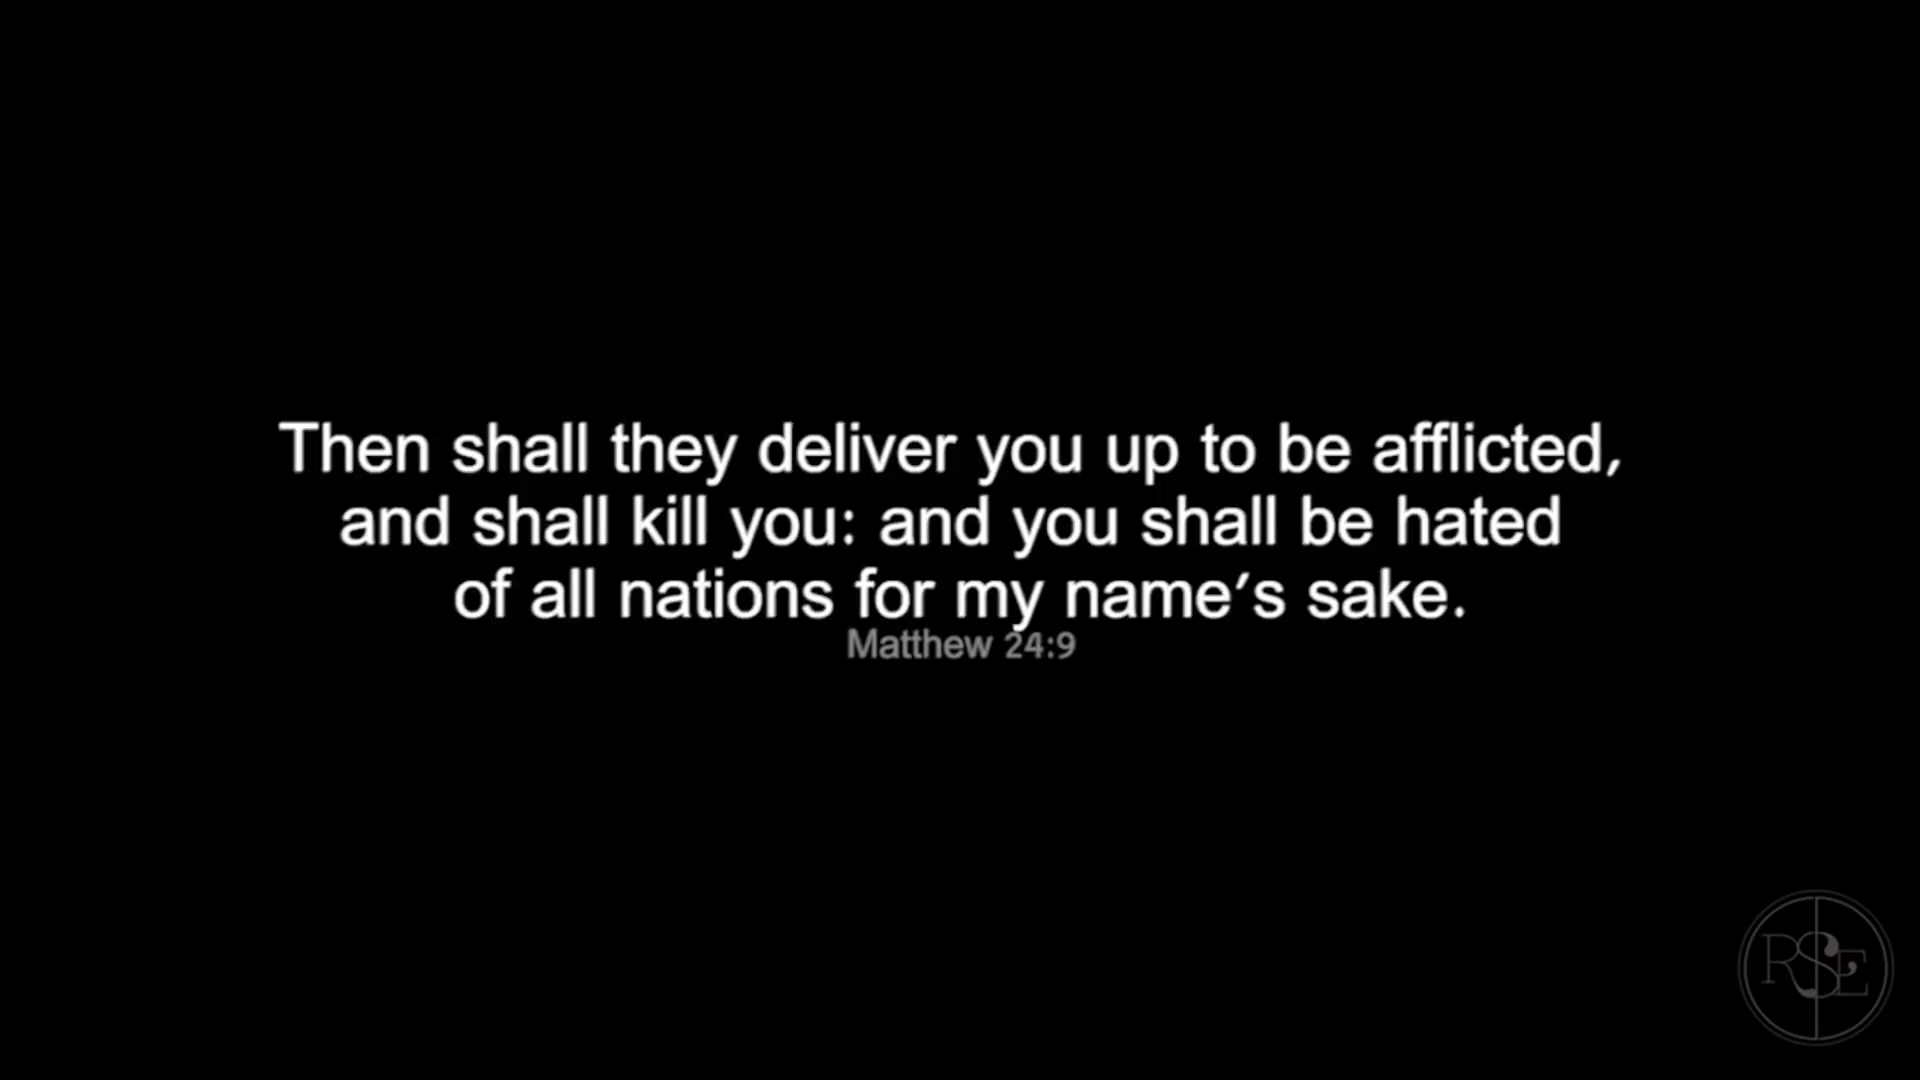 Then shall they deliver you up to be afflicted,
and shall kill you: and you shall be hated
of all nations for my name's sake.
Matthew 24:9
RSE